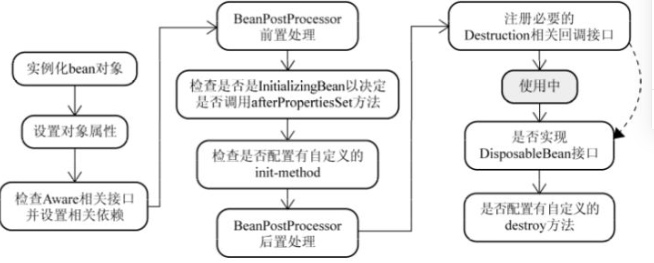 实例化bean对象
设置对象属性
检查Aware相关接口
并设置相关依赖
BeanPostProcessor
前置处理
检查是否是InitializingBean以决定
是否调用afterPropertiesSet方法
检查是否配置有自定义的
init-method
BeanPostProcessor
后置处理
注册必要的
Destruction相关回调接口
使用中
是否实现
DisposableBean接口
是否配置有自定义的
destroy方法